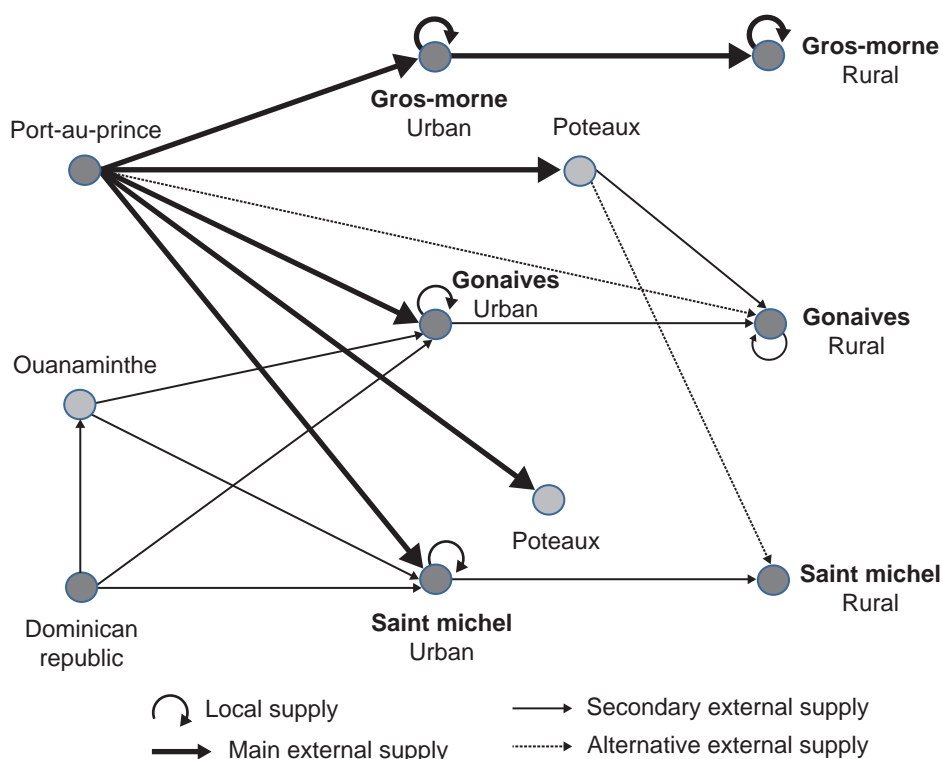 Gros-morne
Rural
Gros-morne
Urban
Port-au-prince
Poteaux
Gonaives
Urban
Gonaives
Rural
Ouanaminthe
Poteaux
Saint michel
Rural
Saint michel
Urban
Dominican
republic
Local supply
Secondary external supply
Main external supply
Alternative external supply